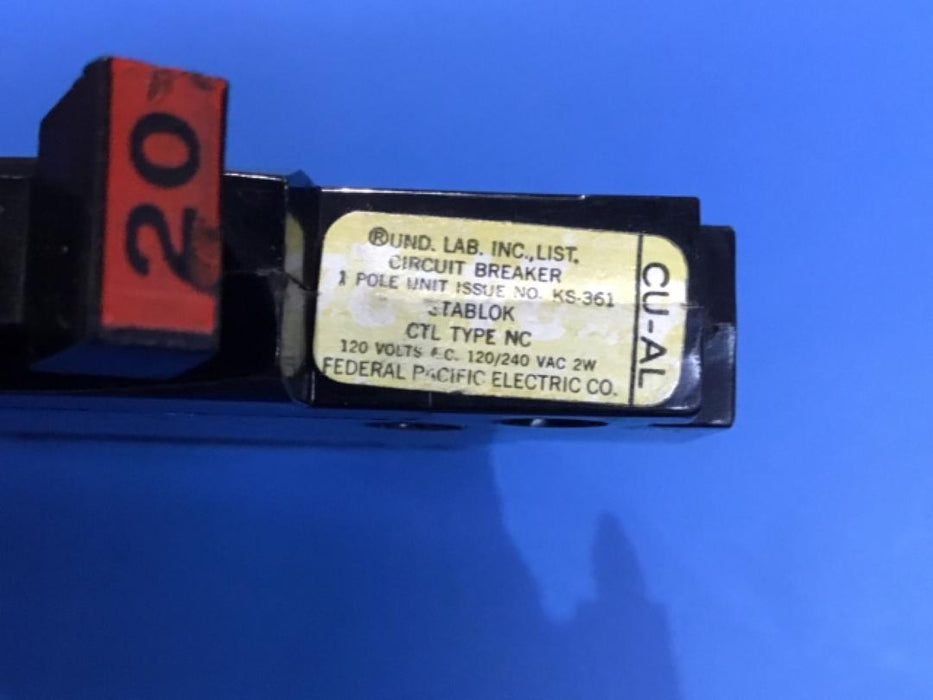 20
®UND. LAB. INC., LIST.
CIRCUIT BREAKER
1 POLE UNIT ISSUE NO. KS-361
STABLOK
CTL TYPE NC
120 VOLTS A.C. 120/240 VAC 2W
FEDERAL PACIFIC ELECTRIC CO.
CU-AL